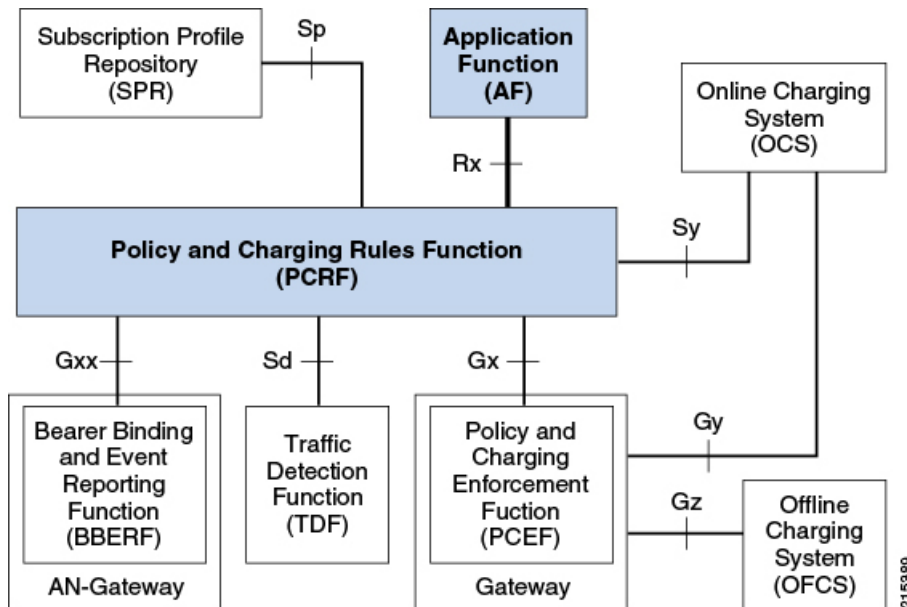 Subscription Profile
Repository
(SPR)
Sp
Application
Function
(AF)
Online Charging
System
(OCS)
Rx
Policy and Charging Rules Function
(PCRF)
Sy
Gxx
Sd
Gx
Bearer Binding
and Event
Reporting
Function
(BBERF)
AN-Gateway
Traffic
Detection
Function
(TDF)
Policy and
Charging
Enforcement
Fuction
(PCEF)
Gateway
Gy
Gz
Offline
Charging
System
(OFCS)